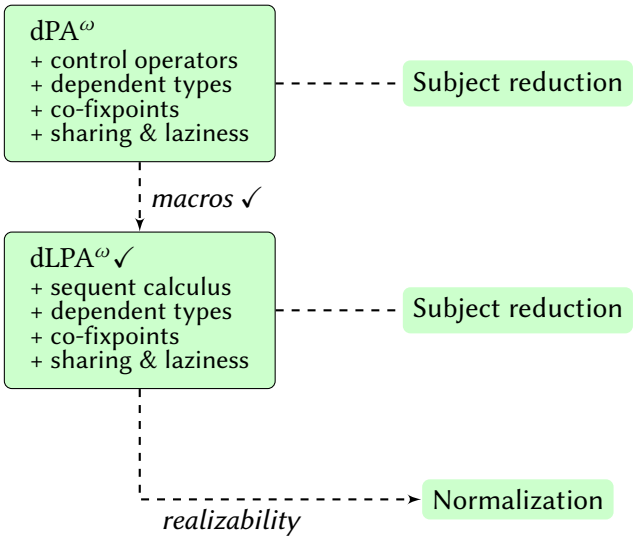 dPA^ω
+ control operators
+ dependent types
+ co-fixpoints
+ sharing & laziness
Subject reduction
macros ✓
dLPA^ω ✓
+ sequent calculus
+ dependent types
+ co-fixpoints
+ sharing & laziness
Subject reduction
Normalization
realizability